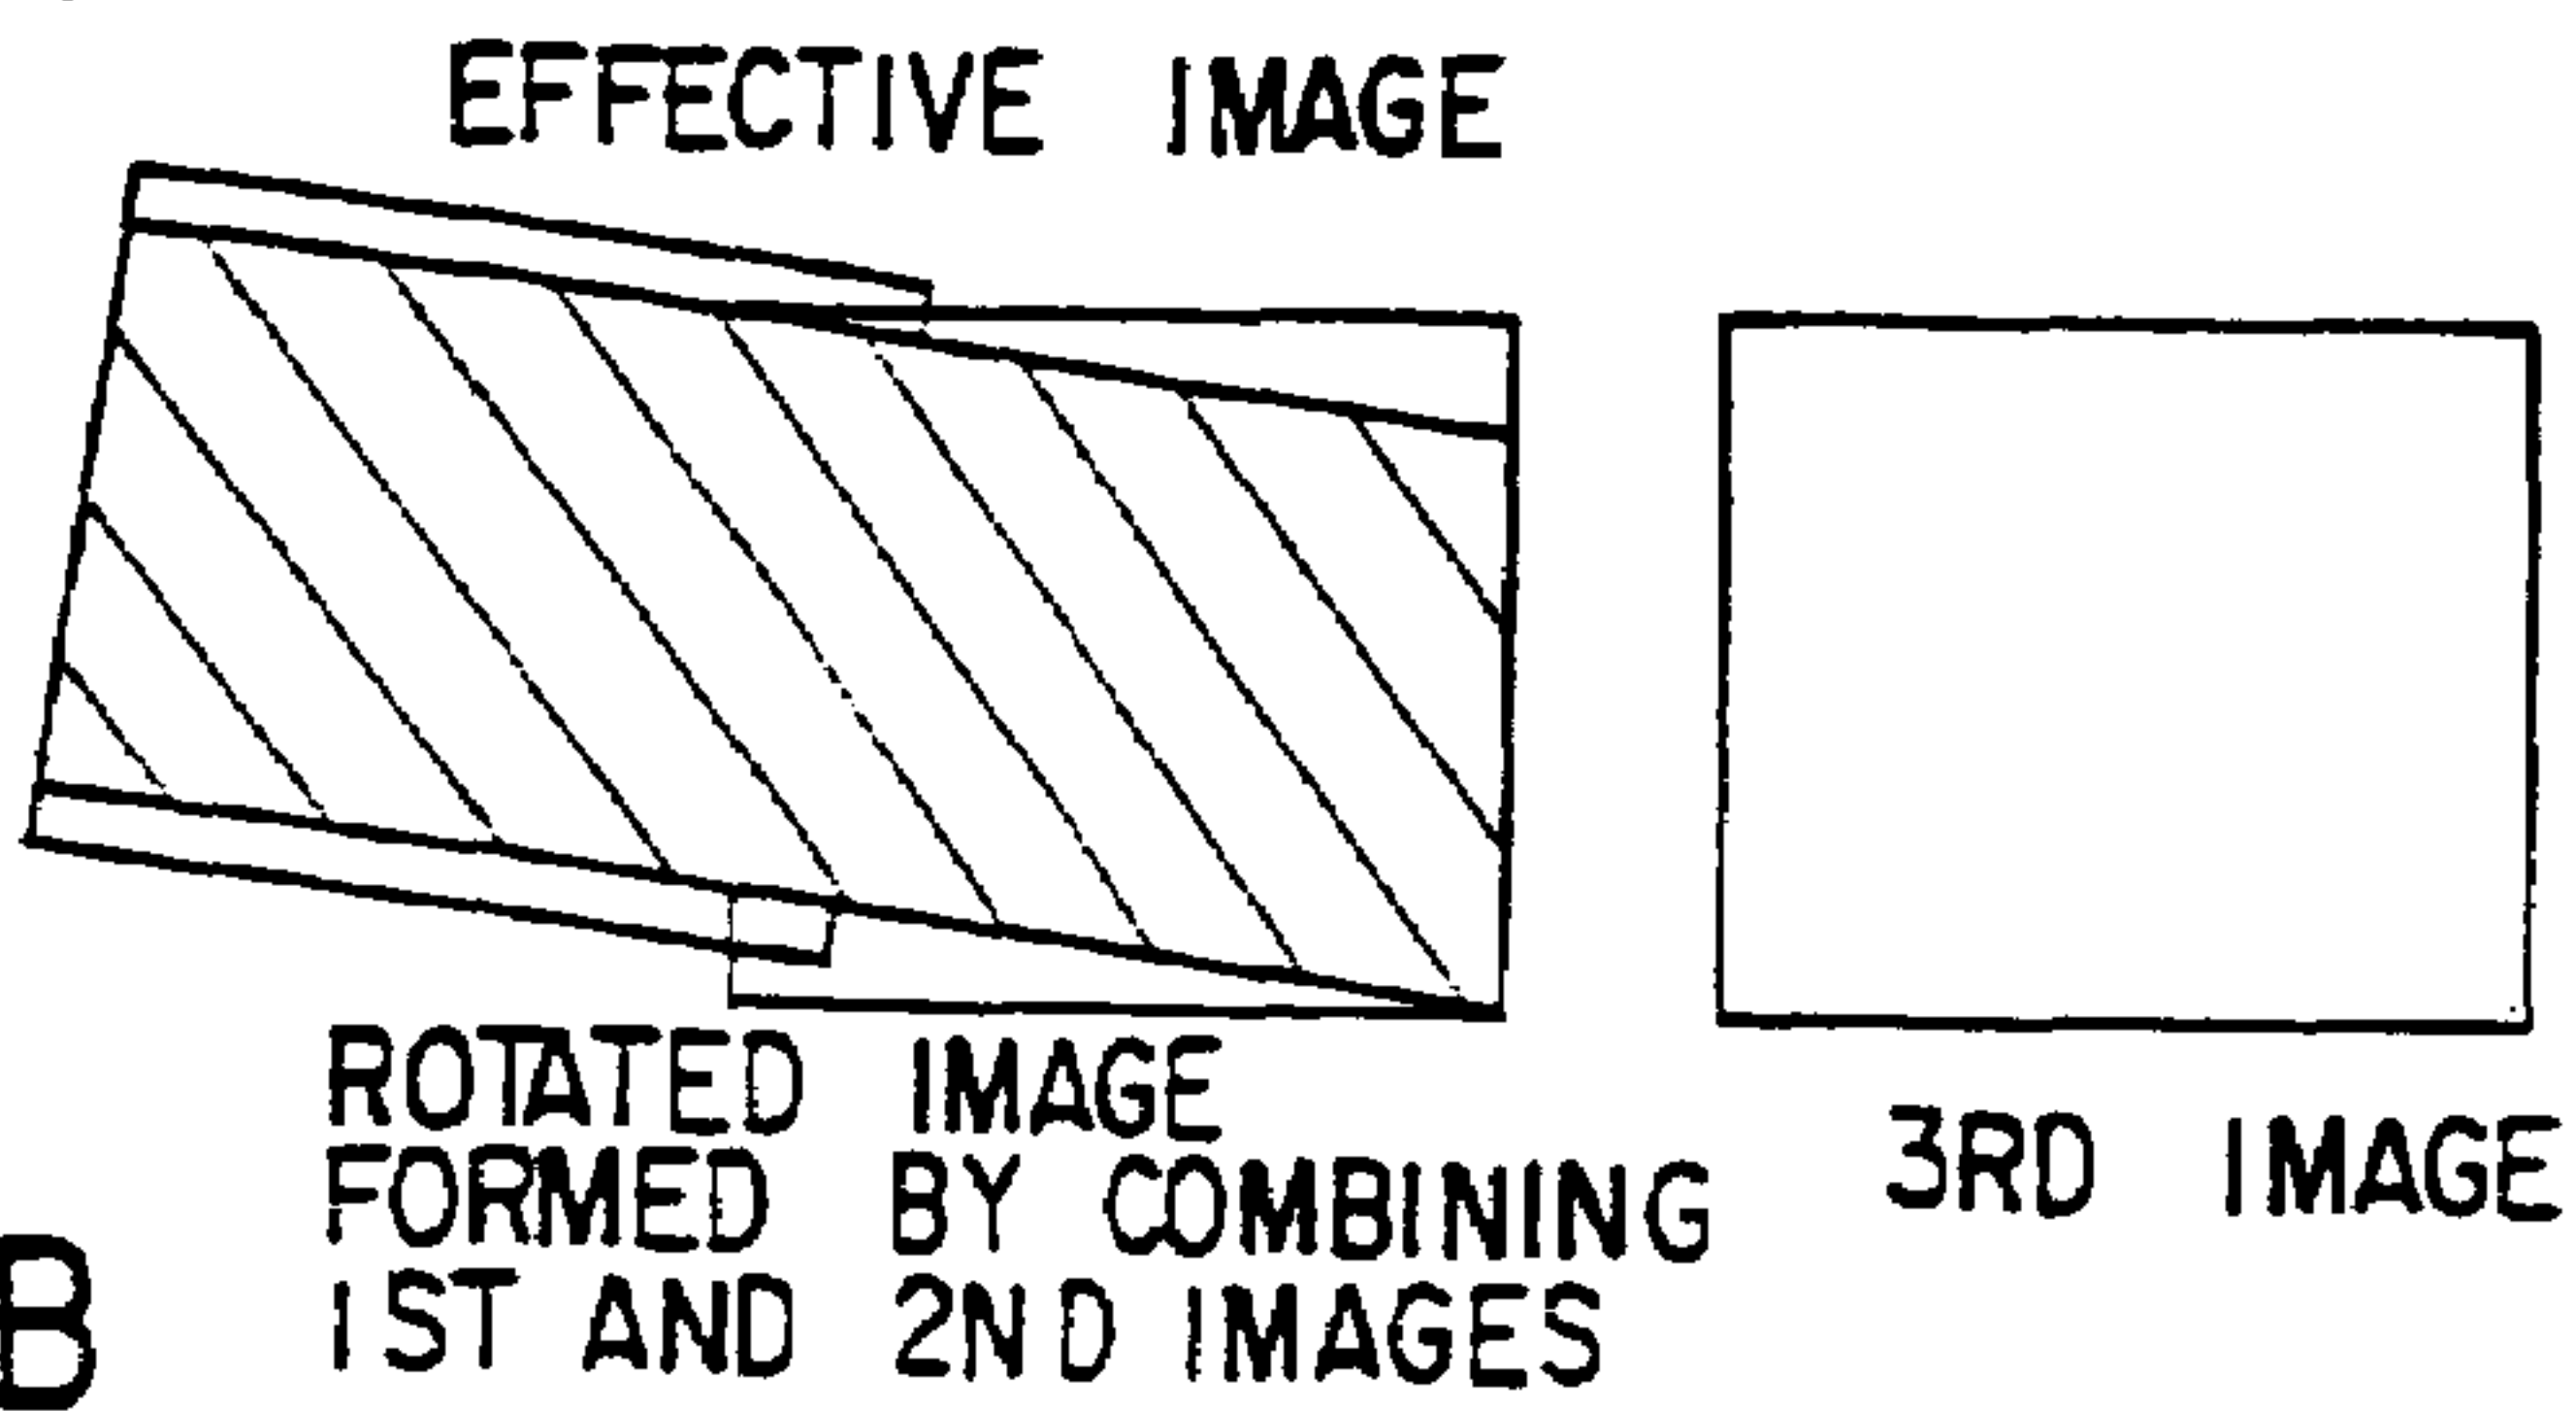 EFFECTIVE IMAGE
ROTATED IMAGE
FORMED BY COMBINING
1ST AND 2ND IMAGES
3RD IMAGE
B